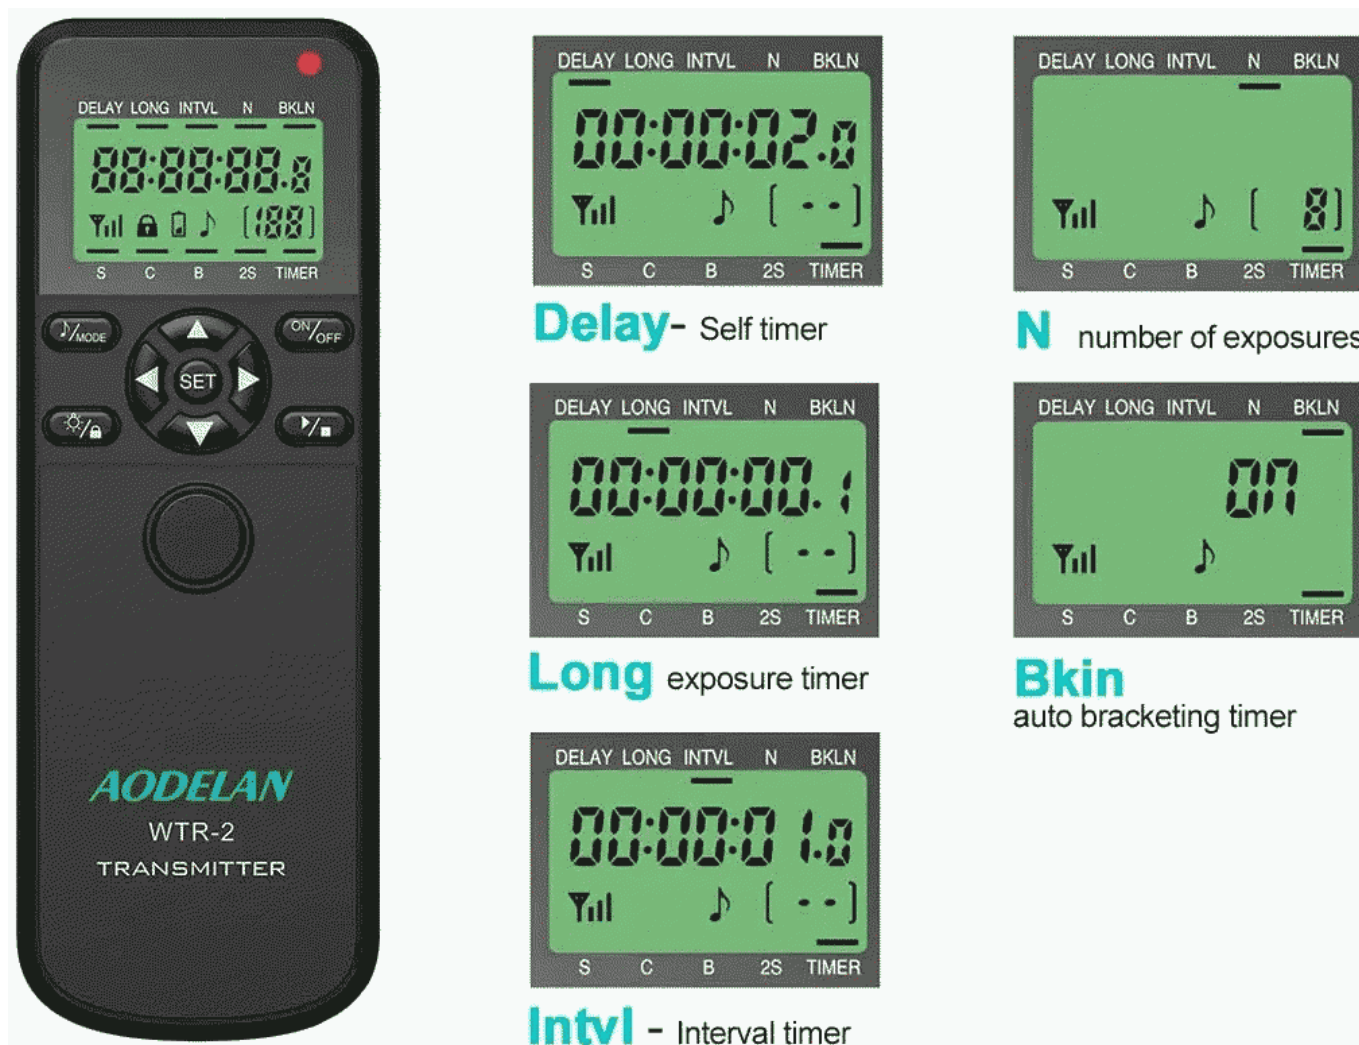 DELAY LONG INTVL N BKLN
88:88:88.8
[188]
S C B 2S TIMER
♪/MODE
ON/OFF
SET
AODELAN
WTR-2
TRANSMITTER
DELAY LONG INTVL N BKLN
00:00:02.0
[ - - ]
S C B 2S TIMER
Delay- Self timer
DELAY LONG INTVL N BKLN
00:00:00.1
[ - - ]
S C B 2S TIMER
Long exposure timer
DELAY LONG INTVL N BKLN
00:00:01.0
[ - - ]
S C B 2S TIMER
Intvl - Interval timer
DELAY LONG INTVL N BKLN
[ 8]
S C B 2S TIMER
N number of exposures
DELAY LONG INTVL N BKLN
on
S C B 2S TIMER
Bkin
auto bracketing timer